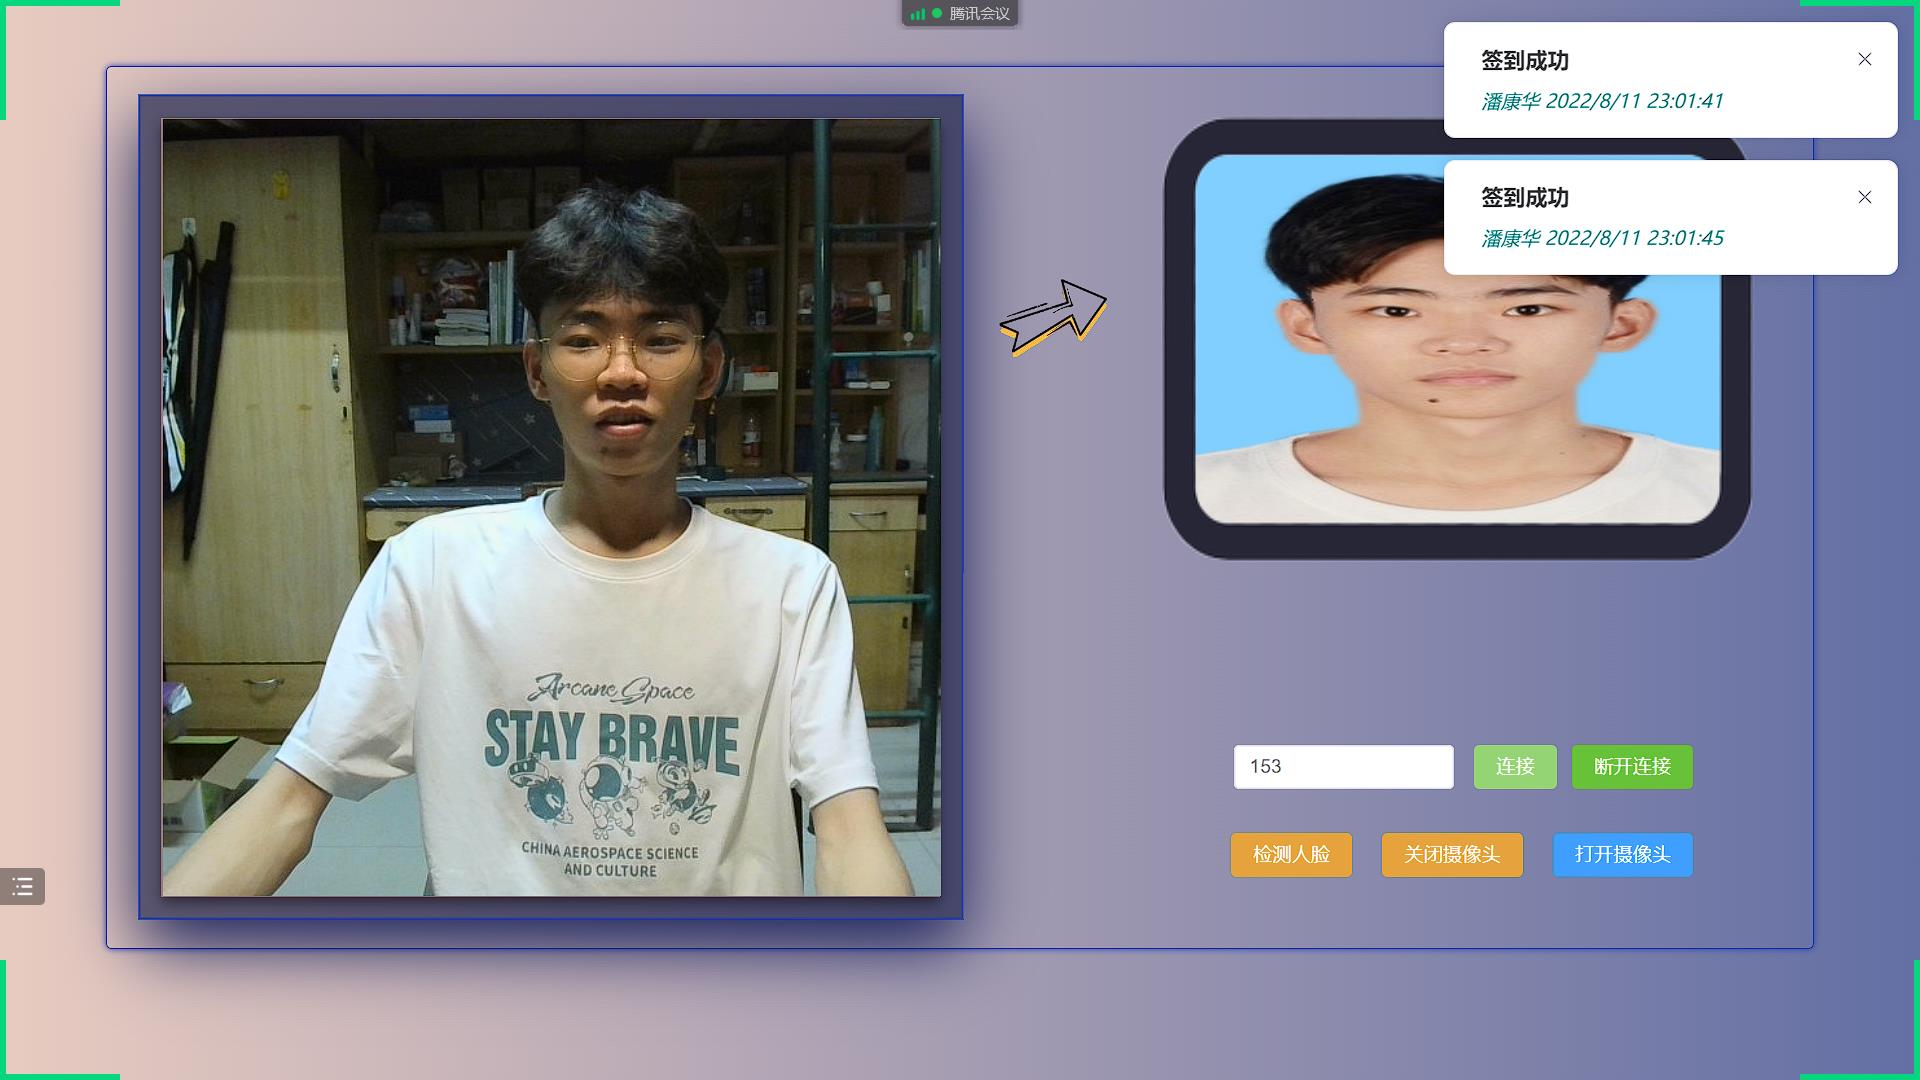 腾讯会议
签到成功
潘康华 2022/8/11 23:01:41
签到成功
潘康华 2022/8/11 23:01:45
Arcane Space
STAY BRAVE
CHINA AEROSPACE SCIENCE
AND CULTURE
153
连接
断开连接
检测人脸
关闭摄像头
打开摄像头